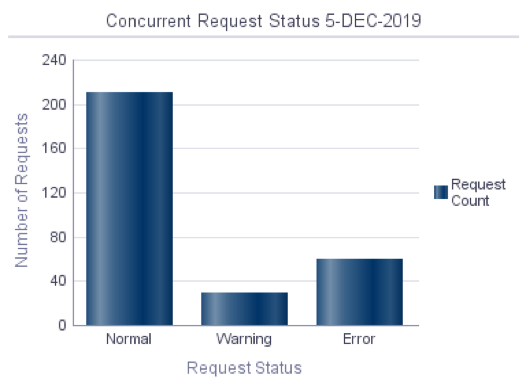 Concurrent Request Status 5-DEC-2019
240
200
160
120
80
40
0
Number of Requests
Normal
Warning
Error
Request Status
Request
Count